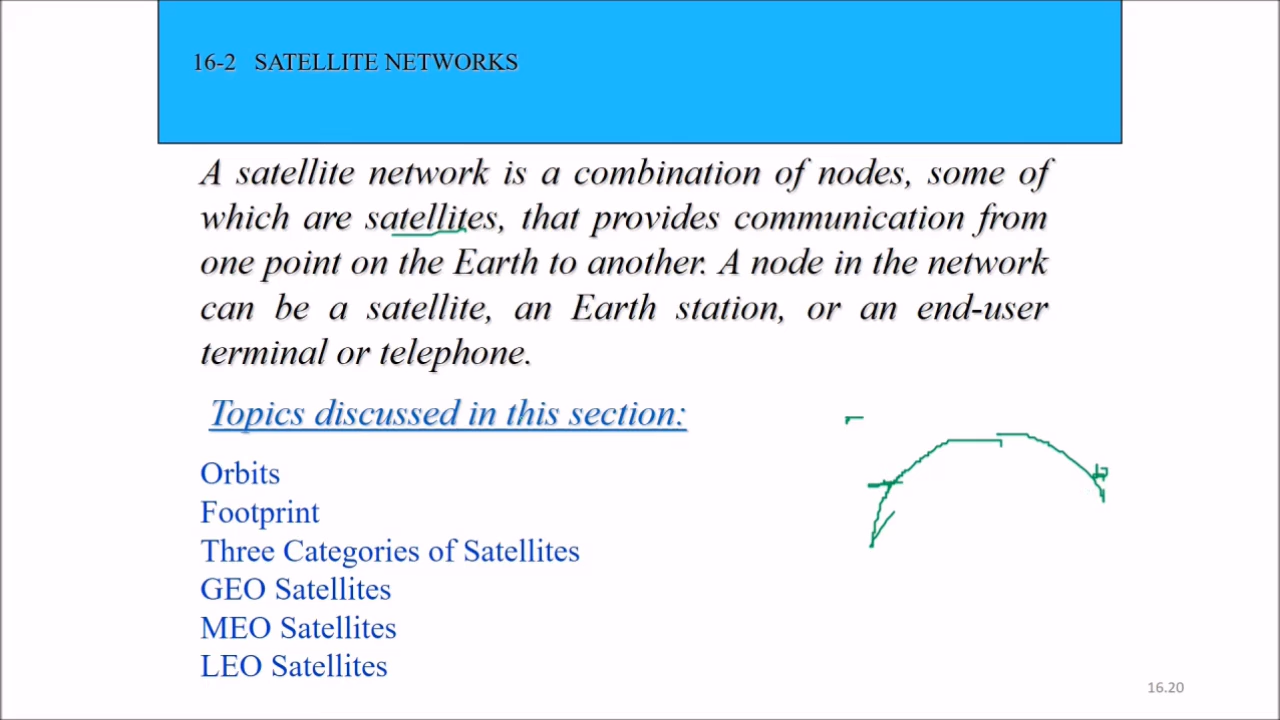 16-2 SATELLITE NETWORKS
A satellite network is a combination of nodes, some of
which are satellites, that provides communication from
one point on the Earth to another. A node in the network
can be a satellite, an Earth station, or an end-user
terminal or telephone.
Topics discussed in this section:
Orbits
Footprint
Three Categories of Satellites
GEO Satellites
MEO Satellites
LEO Satellites
16.20